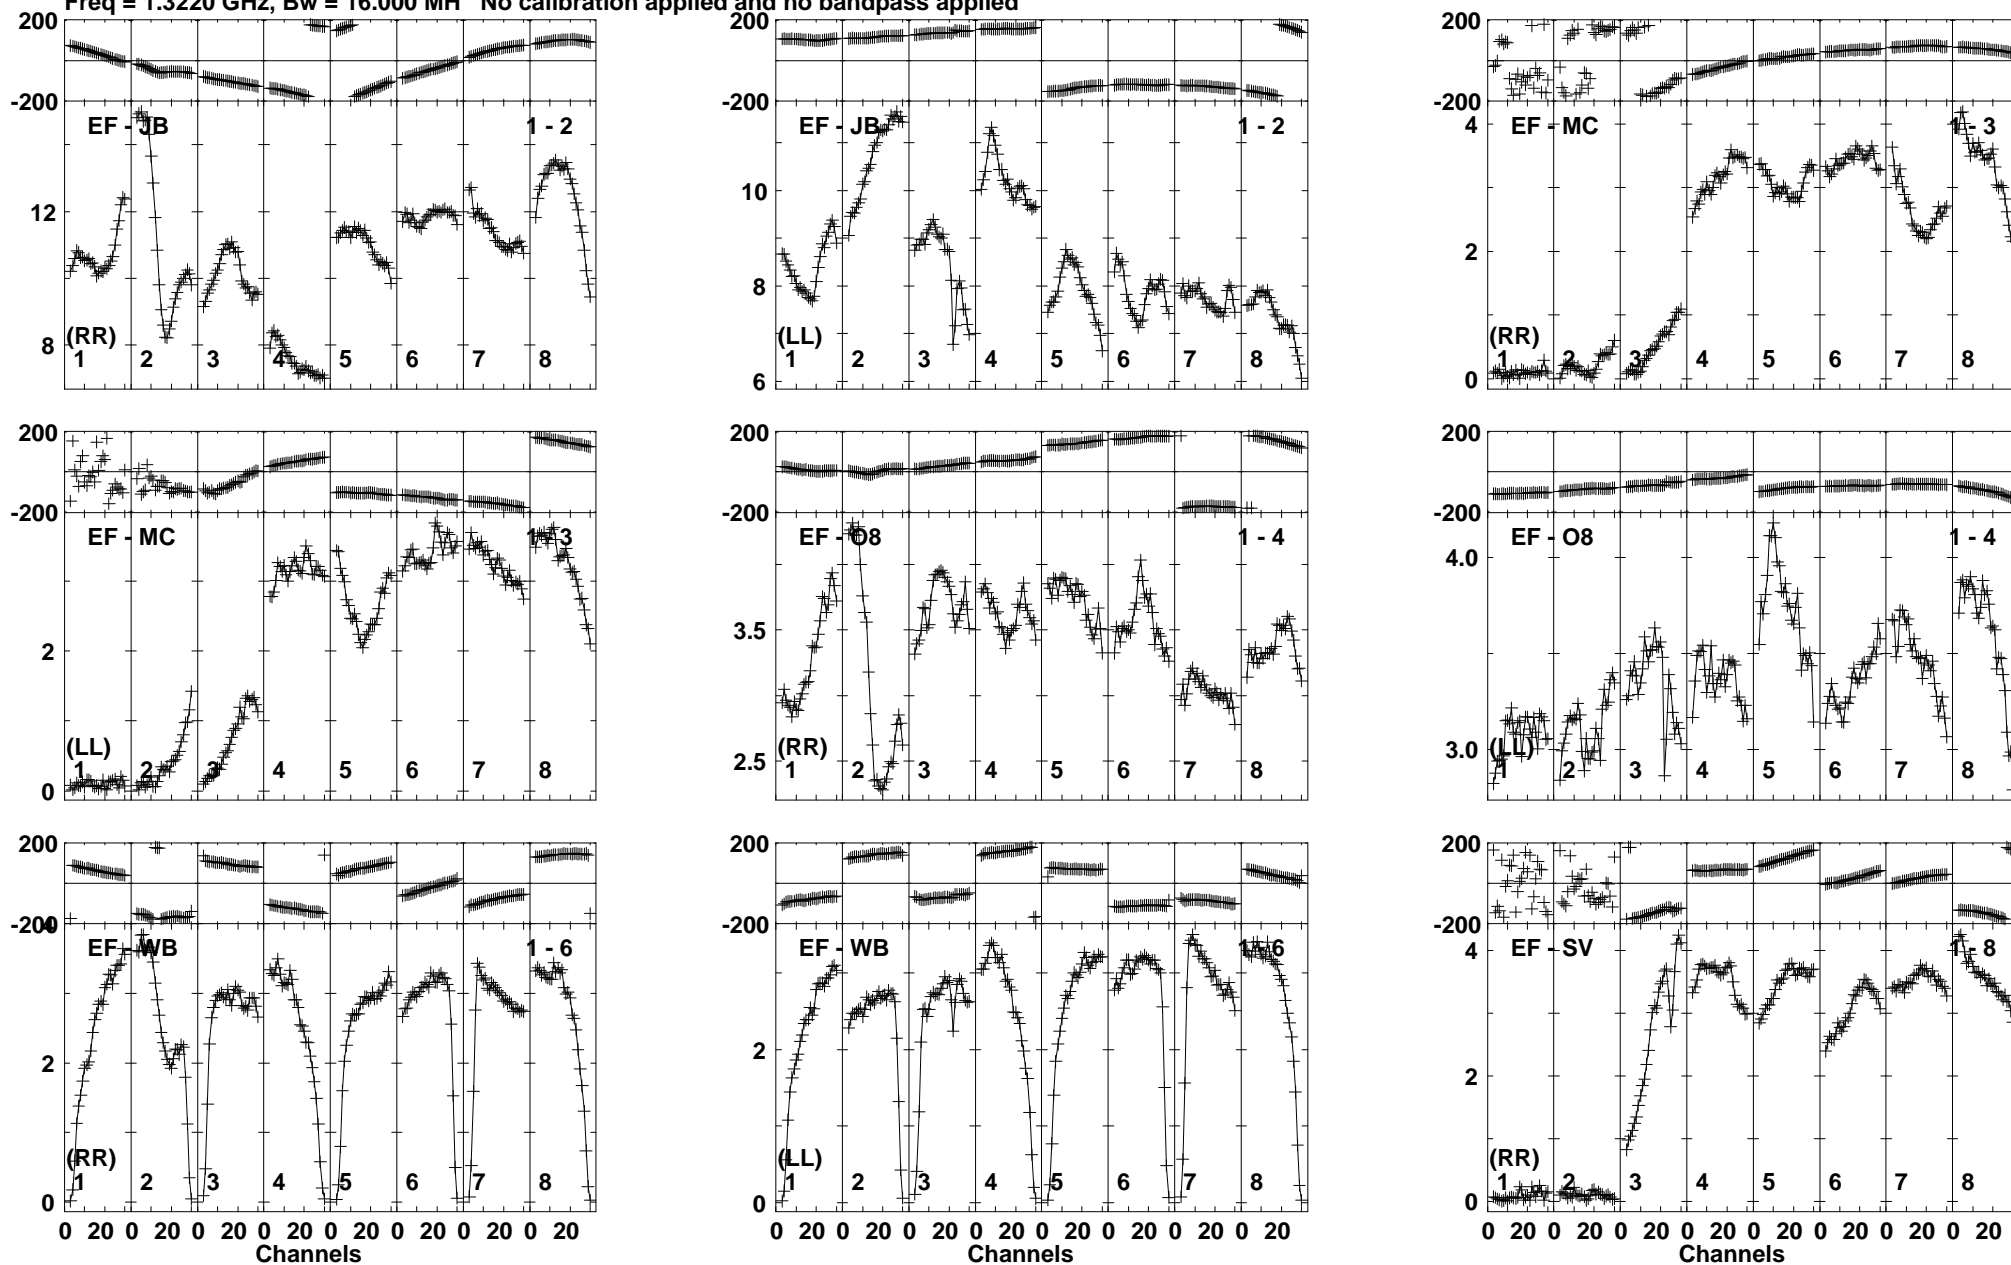 Freq = 1.3220 GHz, Bw = 16.000 MH No calibration applied and no bandpass applied
200
-200
EF - JB
1 - 2
12
8
(RR)
1 2 3 4 5 6 7 8
200
-200
EF - JB
1 - 2
10
8
6
(LL)
1 2 3 4 5 6 7 8
200
-200
EF - MC
1 - 3
4
2
0
(RR)
1 2 3 4 5 6 7 8
200
-200
EF - MC
1 - 3
2
0
(LL)
1 2 3 4 5 6 7 8
200
-200
EF - O8
1 - 4
3.5
2.5
(RR)
1 2 3 4 5 6 7 8
200
-200
EF - O8
1 - 4
4.0
3.0
(LL)
1 2 3 4 5 6 7 8
200
-200
4
EF - WB
1 - 6
2
0
(RR)
1 2 3 4 5 6 7 8
0 20 0 20 0 20 0 20 0 20 0 20 0 20 0 20
Channels
200
-200
EF - WB
1 - 6
2
0
(LL)
1 2 3 4 5 6 7 8
0 20 0 20 0 20 0 20 0 20 0 20 0 20 0 20
Channels
200
-200
EF - SV
1 - 8
4
2
0
(RR)
1 2 3 4 5 6 7 8
0 20 0 20 0 20 0 20 0 20 0 20 0 20 0 20
Channels